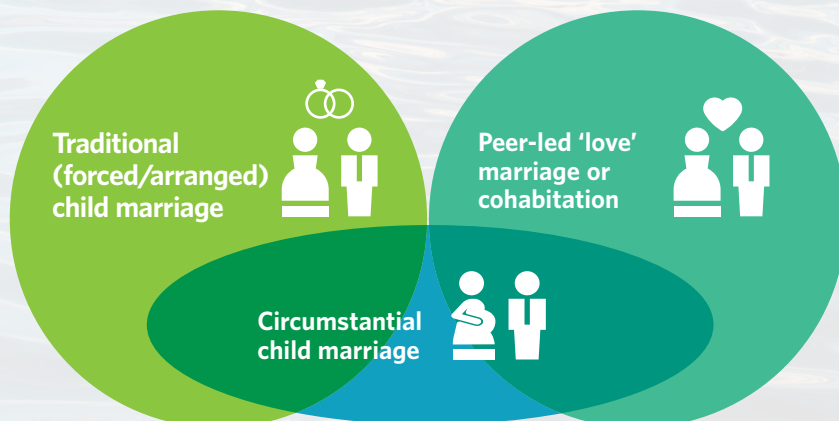 Traditional
(forced/arranged)
child marriage
Peer-led ‘love’
marriage or
cohabitation
Circumstantial
child marriage